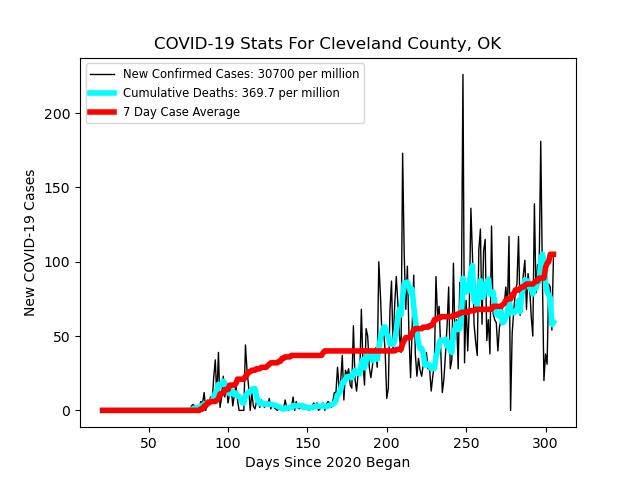 COVID-19 Stats For Cleveland County, OK
New Confirmed Cases: 30700 per million
Cumulative Deaths: 369.7 per million
7 Day Case Average
New COVID-19 Cases
200
150
100
50
0
50
100
150
200
250
300
Days Since 2020 Began